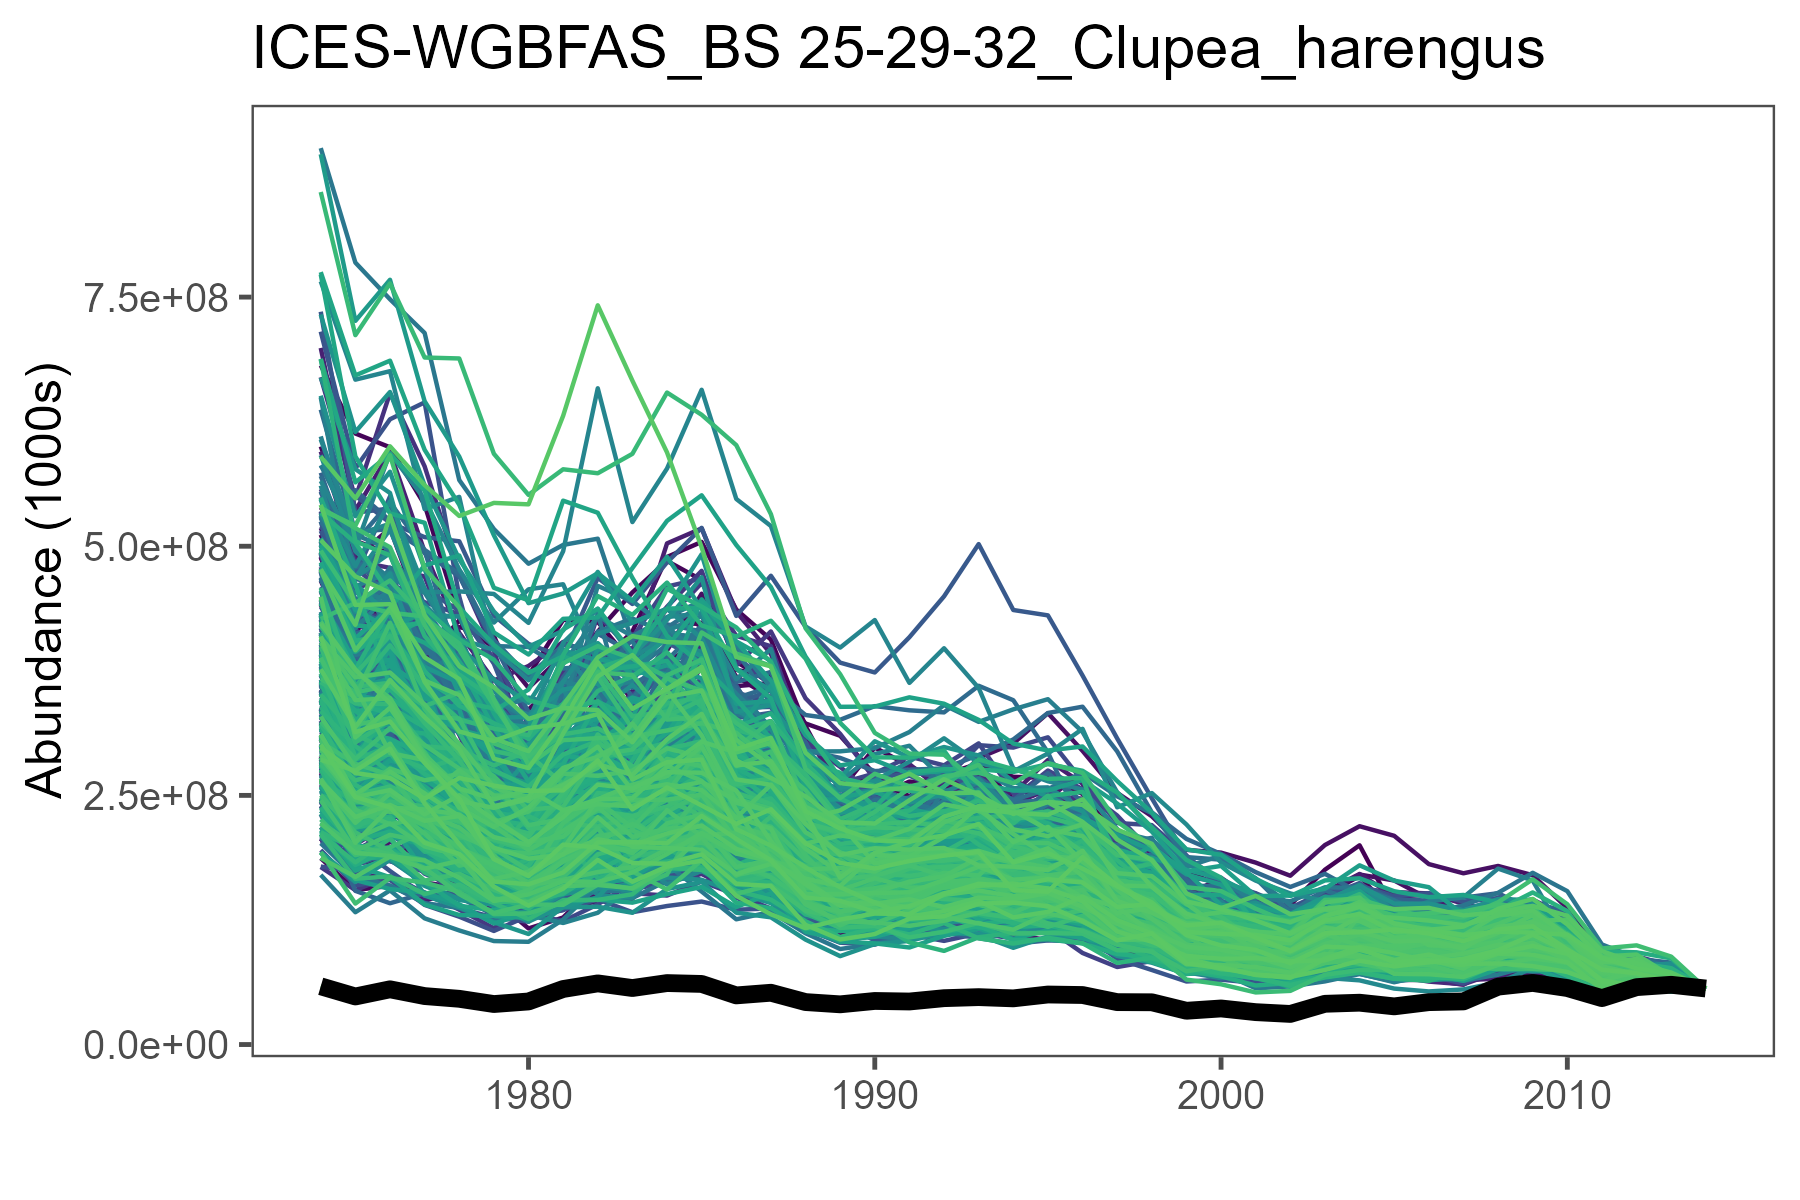 ICES-WGBFAS_BS 25-29-32_Clupea_harengus
Abundance (1000s)
7.5e+08
5.0e+08
2.5e+08
0.0e+00
1980 1990 2000 2010